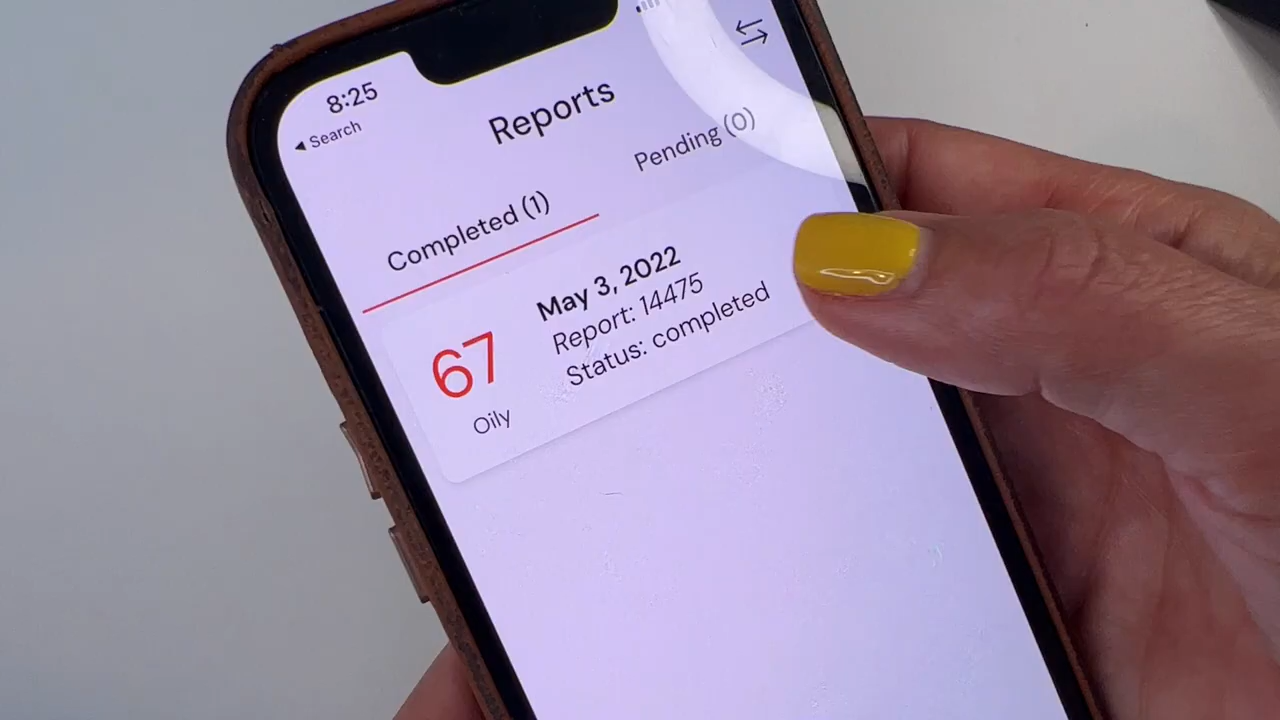 8:25
◀ Search
Reports
Completed (1)
Pending (0)
67
Oily
May 3, 2022
Report: 14475
Status: completed